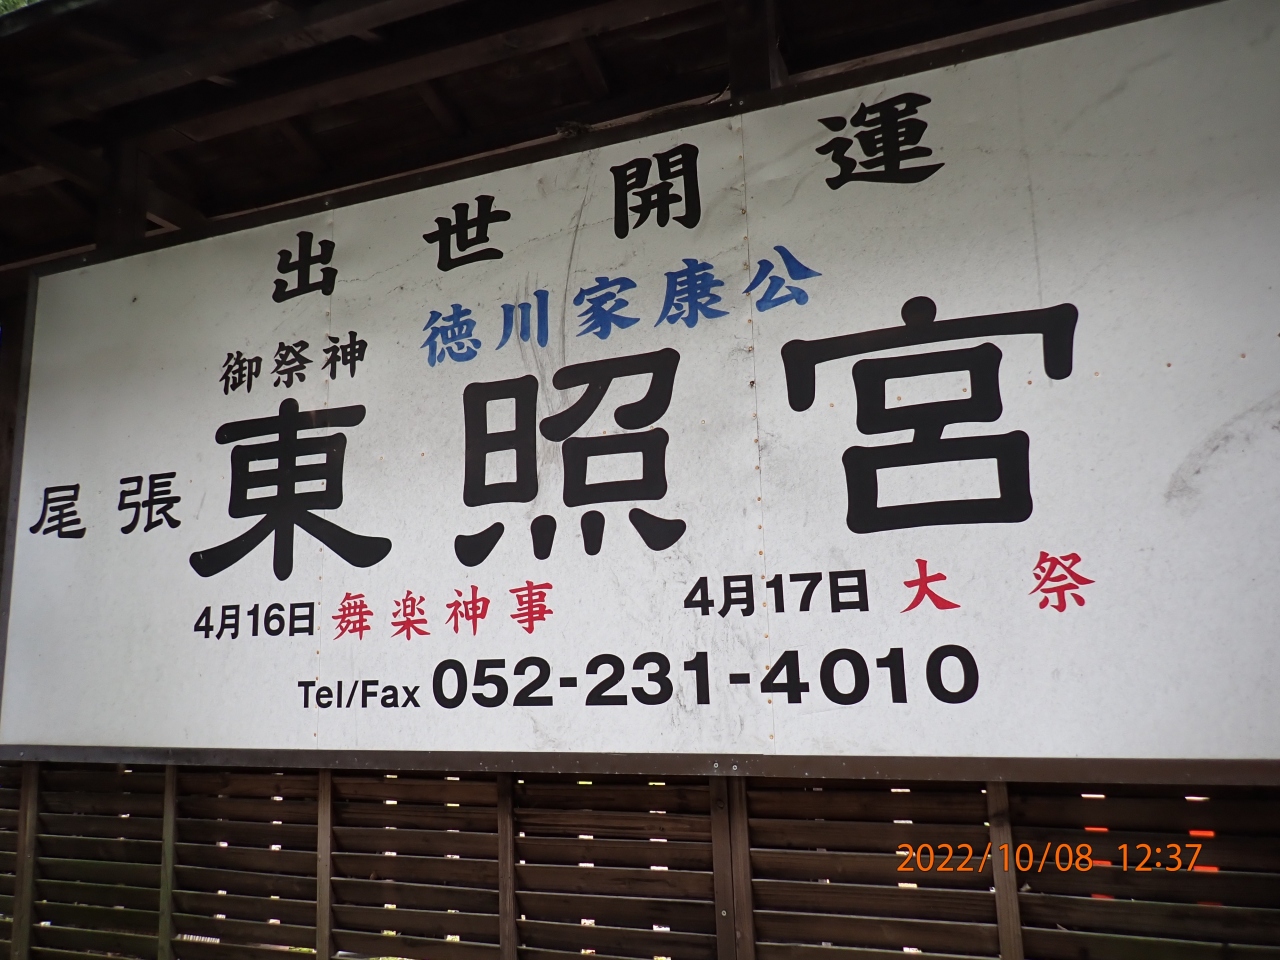 出世開運
御祭神 徳川家康公
尾張 東照宮
4月16日 舞楽神事 4月17日 大祭
Tel/Fax 052-231-4010
2022/10/08 12:37